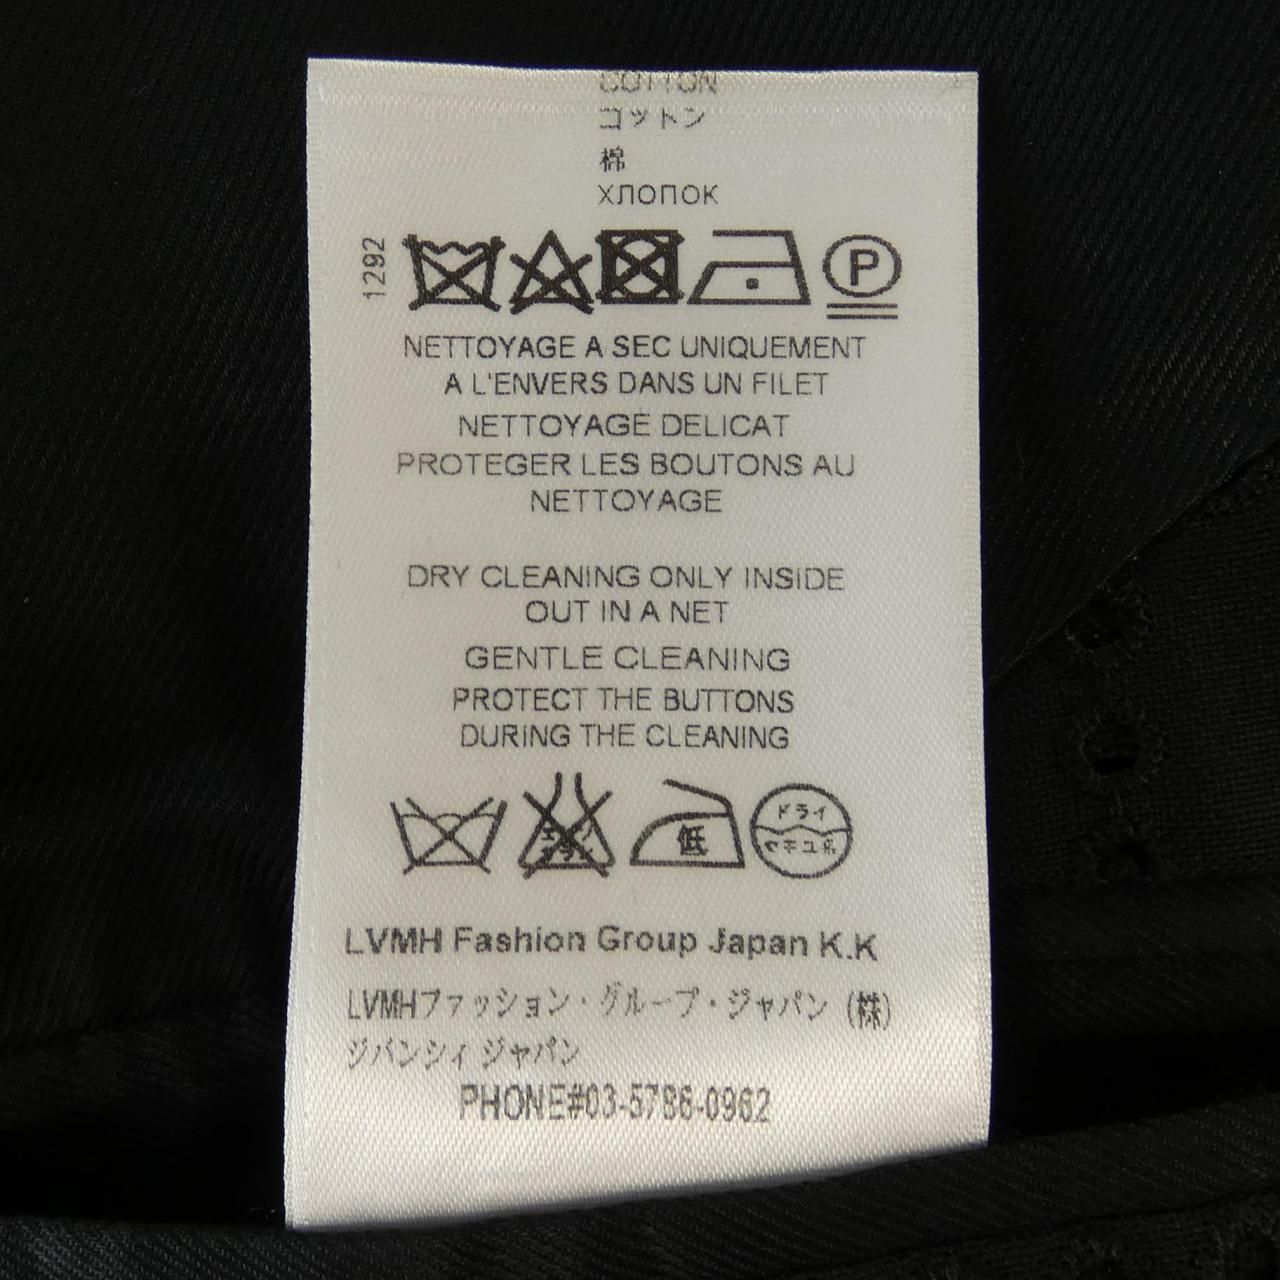 COTTON
コットン
棉
ХЛОПОК
1292
P
NETTOYAGE A SEC UNIQUEMENT
A L'ENVERS DANS UN FILET
NETTOYAGE DELICAT
PROTEGER LES BOUTONS AU
NETTOYAGE
DRY CLEANING ONLY INSIDE
OUT IN A NET
GENTLE CLEANING
PROTECT THE BUTTONS
DURING THE CLEANING
低
ドライ
セキユ系
LVMH Fashion Group Japan K.K
LVMHファッション・グループ・ジャパン (株)
ジバンシィ ジャパン
PHONE#03-5786-0962